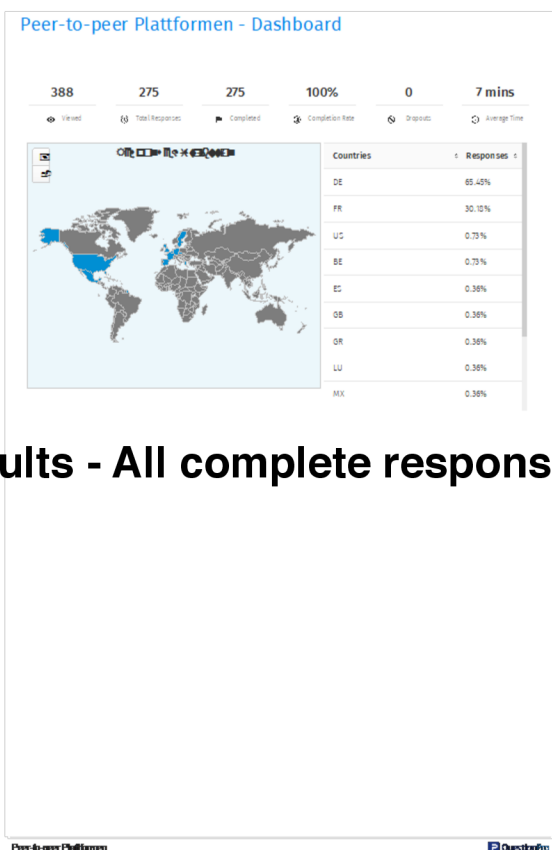 Peer-to-peer Plattformen - Dashboard
388 275 275 100% 0 7 mins
Viewed Total Responses Completed Completion Rate Dropouts Average Time
Countries Responses
DE 65.45%
FR 30.18%
US 0.73%
BE 0.73%
ES 0.36%
GB 0.36%
GR 0.36%
LU 0.36%
MX 0.36%
ults - All complete respons
Peer-to-peer Plattformen QuestionPro